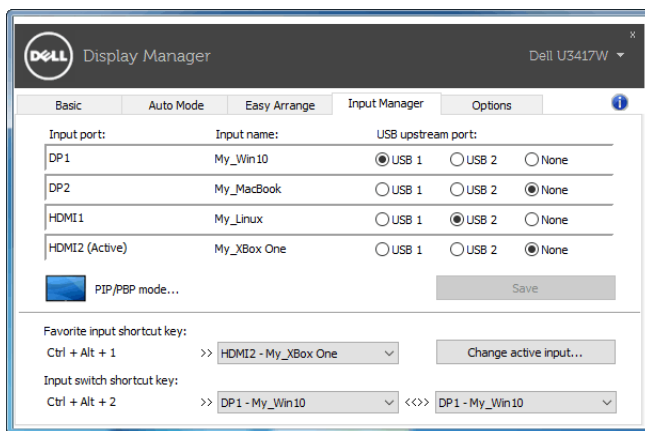 DELL Display Manager Dell U3417W
x
Basic Auto Mode Easy Arrange Input Manager Options i
Input port: Input name: USB upstream port:
DP1 My_Win10 USB 1 USB 2 None
DP2 My_MacBook USB 1 USB 2 None
HDMI1 My_Linux USB 1 USB 2 None
HDMI2 (Active) My_XBox One USB 1 USB 2 None
PIP/PBP mode... Save
Favorite input shortcut key:
Ctrl + Alt + 1 >> HDMI2 - My_XBox One Change active input...
Input switch shortcut key:
Ctrl + Alt + 2 >> DP1 - My_Win10 <<>> DP1 - My_Win10